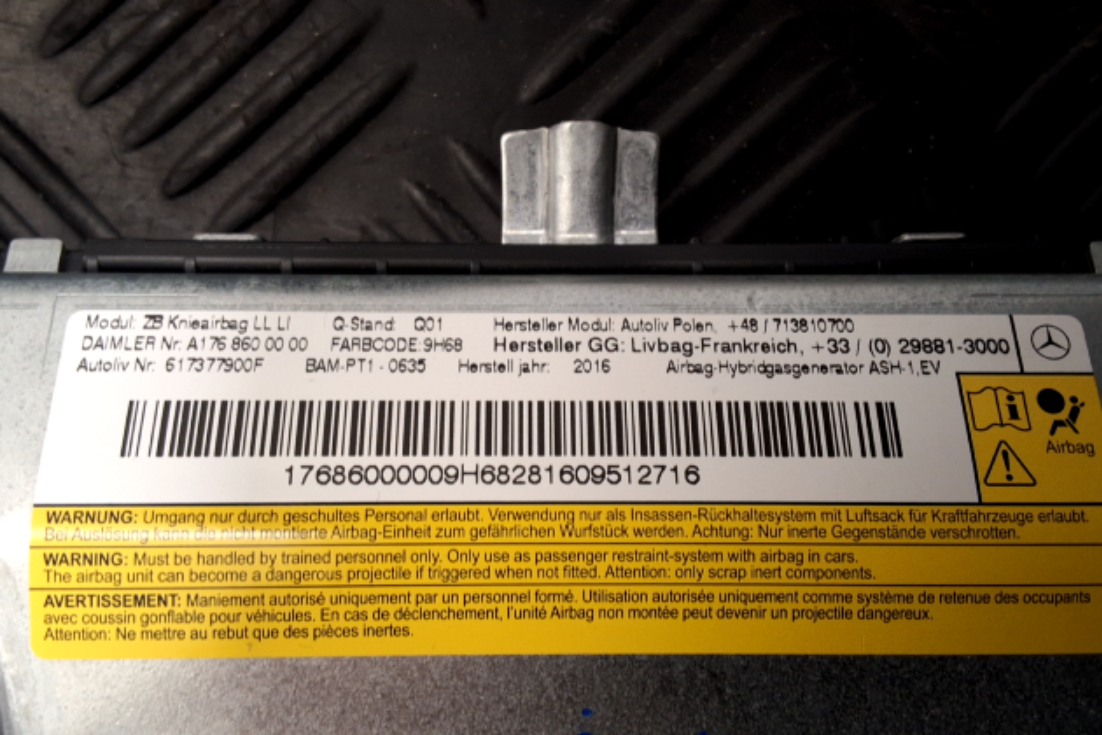 Modul: ZB Knieairbag LL LI Q-Stand: Q01 Hersteller Modul: Autoliv Polen, +48 / 713810700
DAIMLER Nr: A176 860 00 00 FARBCODE: 9H68 Hersteller GG: Livbag-Frankreich, +33 / (0) 29881-3000
Autoliv Nr: 617377900F BAM-PT1 - 0635 Herstell jahr: 2016 Airbag-Hybridgasgenerator ASH-1,EV
17686000009H68281609512716
Airbag
WARNUNG: Umgang nur durch geschultes Personal erlaubt. Verwendung nur als Insassen-Rückhaltesystem mit Luftsack für Kraftfahrzeuge erlaubt.
Bei Auslösung kann die nicht montierte Airbag-Einheit zum gefährlichen Wurfstück werden. Achtung: Nur inerte Gegenstände verschrotten.
WARNING: Must be handled by trained personnel only. Only use as passenger restraint-system with airbag in cars.
The airbag unit can become a dangerous projectile if triggered when not fitted. Attention: only scrap inert components.
AVERTISSEMENT: Maniement autorisé uniquement par un personnel formé. Utilisation autorisée uniquement comme système de retenue des occupants
avec coussin gonflable pour véhicules. En cas de déclenchement, l'unité Airbag non montée peut devenir un projectile dangereux.
Attention: Ne mettre au rebut que des pièces inertes.